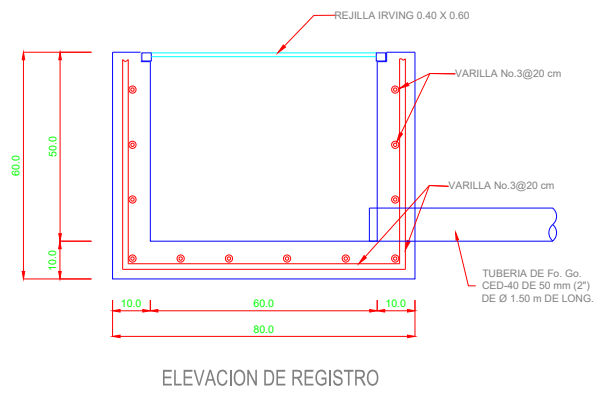 REJILLA IRVING 0.40 X 0.60
VARILLA No.3@20 cm
60.0
50.0
VARILLA No.3@20 cm
10.0
TUBERIA DE Fo. Go.
CED-40 DE 50 mm (2")
DE Ø 1.50 m DE LONG.
10.0
60.0
10.0
80.0
ELEVACION DE REGISTRO